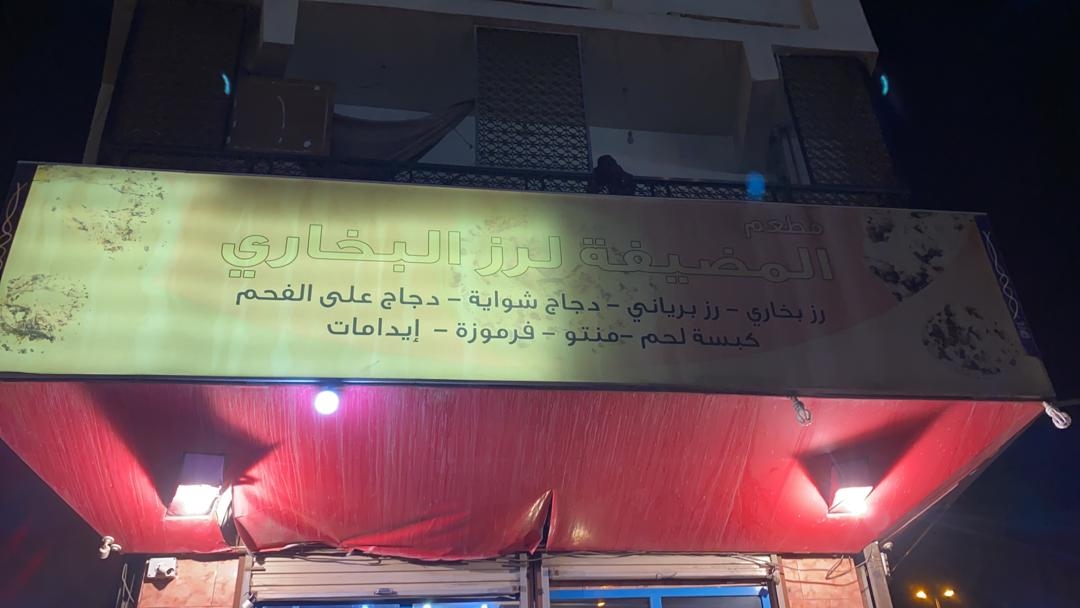 مطعم
المضيفة لرز البخاري
رز بخاري - رز برياني - دجاج شواية - دجاج على الفحم
كبسة لحم -منتو - فرموزة - إيدامات